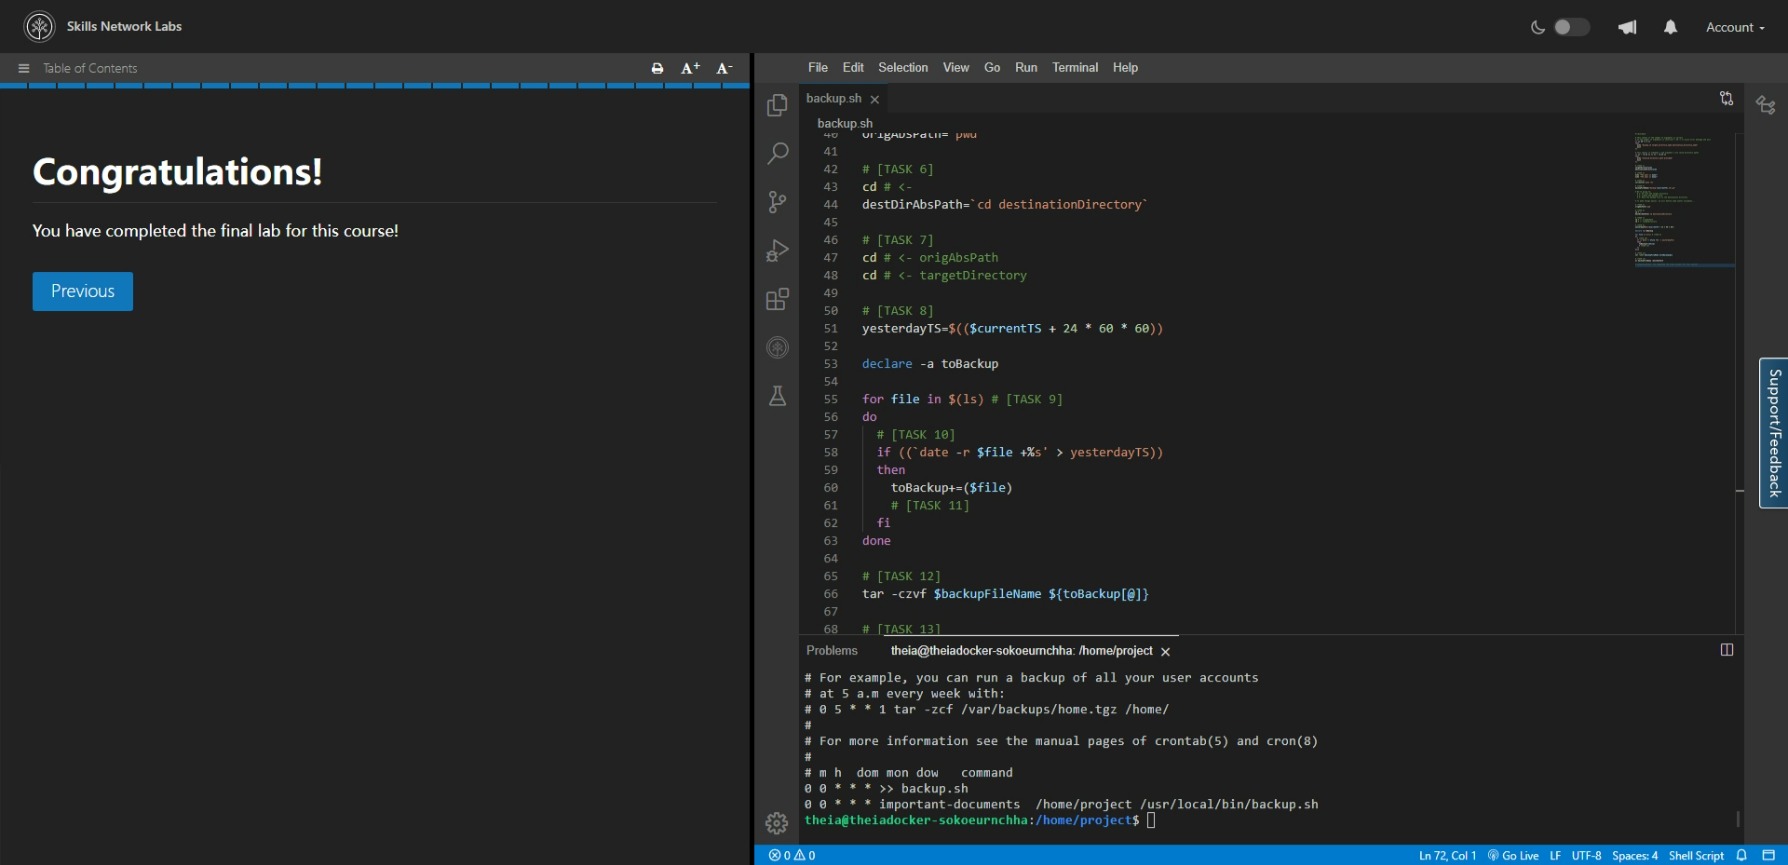 Skills Network Labs
Account
Table of Contents
A+ A-
File Edit Selection View Go Run Terminal Help
Congratulations!
You have completed the final lab for this course!
Previous
backup.sh
backup.sh
40 origAbsPath=`pwd`
41
42 # [TASK 6]
43 cd # <-
44 destDirAbsPath=`cd destinationDirectory`
45
46 # [TASK 7]
47 cd # <- origAbsPath
48 cd # <- targetDirectory
49
50 # [TASK 8]
51 yesterdayTS=$(($currentTS + 24 * 60 * 60))
52
53 declare -a toBackup
54
55 for file in $(ls) # [TASK 9]
56 do
57 # [TASK 10]
58 if ((`date -r $file +%s' > yesterdayTS))
59 then
60 toBackup+=($file)
61 # [TASK 11]
62 fi
63 done
64
65 # [TASK 12]
66 tar -czvf $backupFileName ${toBackup[@]}
67
68 # [TASK 13]
Support/Feedback
Problems theia@theiadocker-sokoeurnchha: /home/project
# For example, you can run a backup of all your user accounts
# at 5 a.m every week with:
# 0 5 * * 1 tar -zcf /var/backups/home.tgz /home/
#
# For more information see the manual pages of crontab(5) and cron(8)
#
# m h dom mon dow command
0 0 * * * >> backup.sh
0 0 * * * important-documents /home/project /usr/local/bin/backup.sh
theia@theiadocker-sokoeurnchha:/home/project$
0 0
Ln 72, Col 1 Go Live LF UTF-8 Spaces: 4 Shell Script